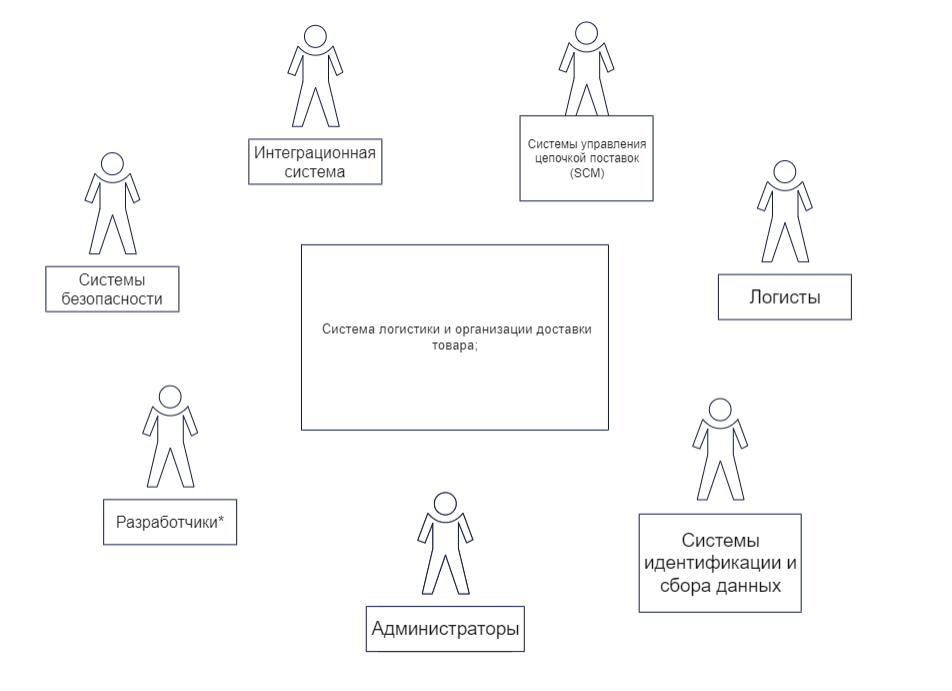 Интеграционная
система
Системы управления
цепочкой поставок
(SCM)
Системы
безопасности
Логисты
Система логистики и организации доставки
товара;
Разработчики*
Системы
идентификации и
сбора данных
Администраторы